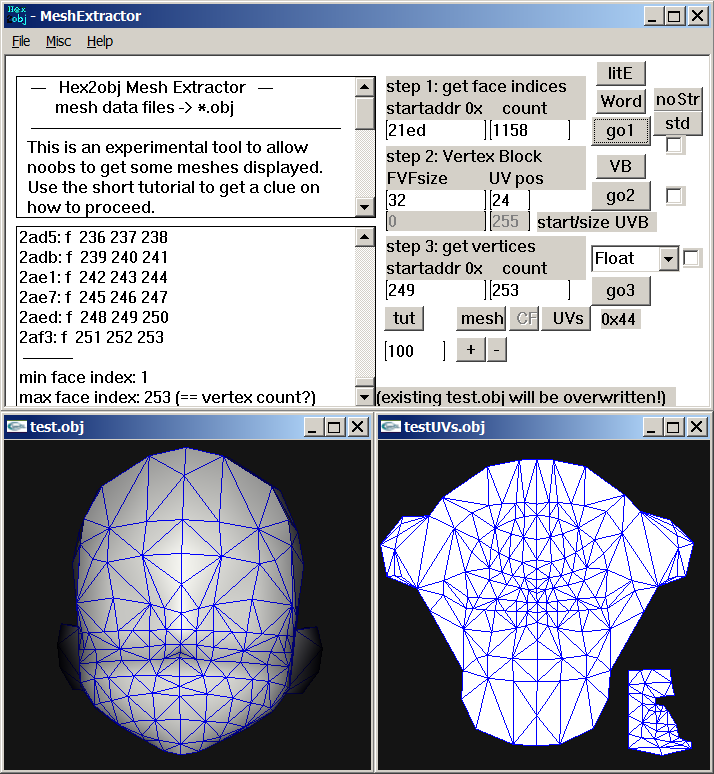 Hex
obj - MeshExtractor
File Misc Help
— Hex2obj Mesh Extractor —
mesh data files -> *.obj
This is an experimental tool to allow
noobs to get some meshes displayed.
Use the short tutorial to get a clue on
how to proceed.
2ad5: f 236 237 238
2adb: f 239 240 241
2ae1: f 242 243 244
2ae7: f 245 246 247
2aed: f 248 249 250
2af3: f 251 252 253
min face index: 1
max face index: 253 (== vertex count?)
step 1: get face indices
startaddr 0x count
21ed 1158
litE
Word
noStr
go1
std
step 2: Vertex Block
FVFsize UV pos
32 24
0 255 start/size UVB
VB
go2
step 3: get vertices
startaddr 0x count
249 253
Float
go3
tut mesh CF UVs 0x44
100 + -
(existing test.obj will be overwritten!)
test.obj
testUVs.obj